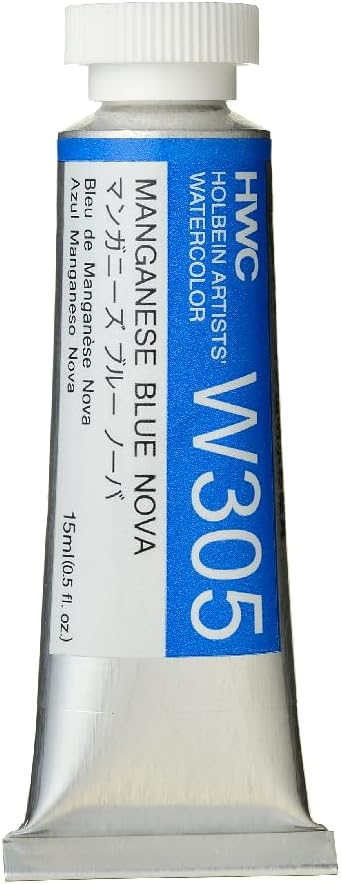 HWC
HOLBEIN ARTISTS'
WATERCOLOR
W305
MANGANESE BLUE NOVA
マンガニーズ ブルー ノーバ
Bleu de Manganèse Nova
Azul Manganeso Nova
15ml(0.5 fl. oz.)